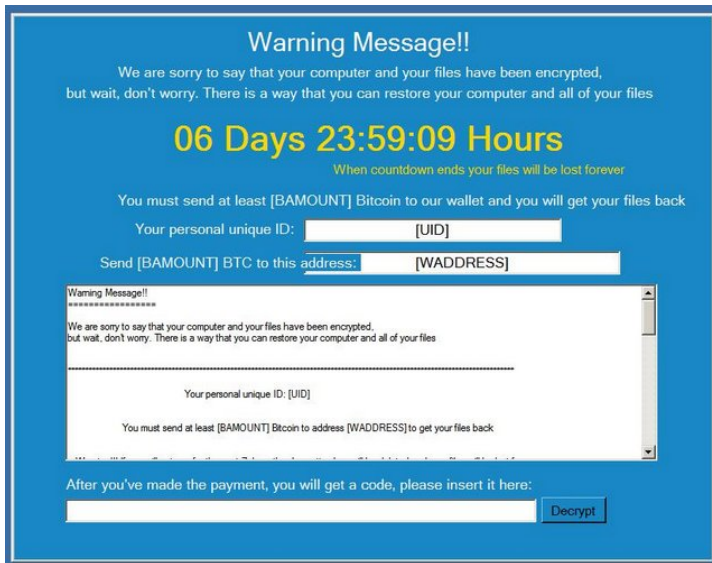 Warning Message!!
We are sorry to say that your computer and your files have been encrypted,
but wait, don't worry. There is a way that you can restore your computer and all of your files
06 Days 23:59:09 Hours
When countdown ends your files will be lost forever
You must send at least [BAMOUNT] Bitcoin to our wallet and you will get your files back
Your personal unique ID: [UID]
Send [BAMOUNT] BTC to this address: [WADDRESS]
Warning Message!!
=================
We are sorry to say that your computer and your files have been encrypted,
but wait, don't worry. There is a way that you can restore your computer and all of your files
Your personal unique ID: [UID]
You must send at least [BAMOUNT] Bitcoin to address [WADDRESS] to get your files back
After you've made the payment, you will get a code, please insert it here:
Decrypt